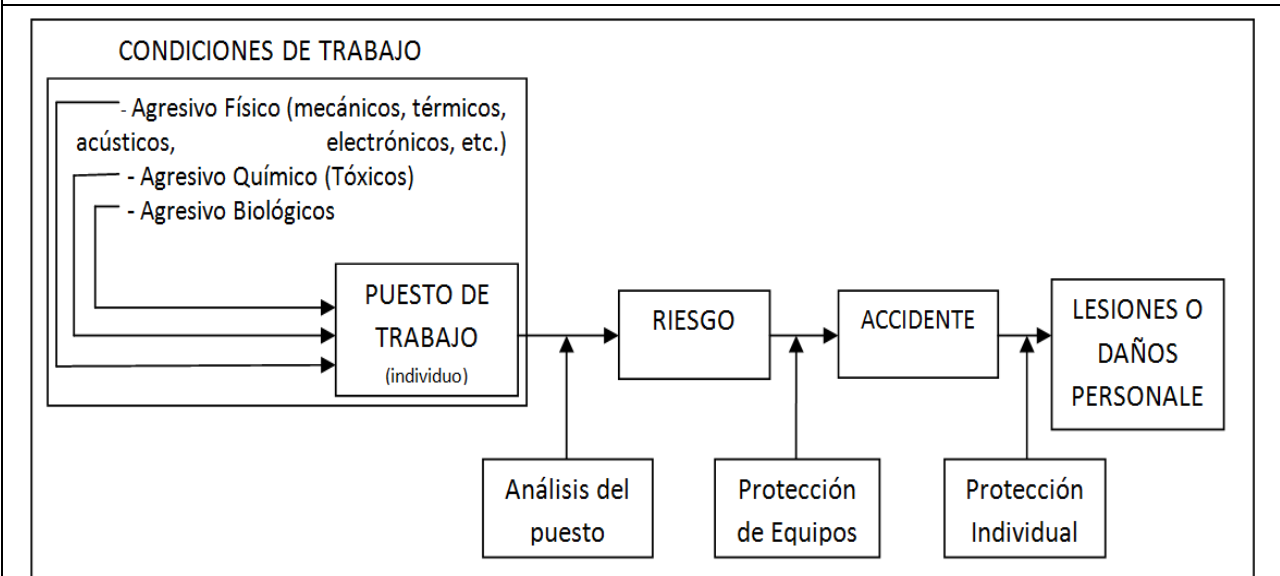 CONDICIONES DE TRABAJO
- Agresivo Físico (mecánicos, térmicos,
acústicos, electrónicos, etc.)
- Agresivo Químico (Tóxicos)
- Agresivo Biológicos
PUESTO DE
TRABAJO
(individuo)
RIESGO
ACCIDENTE
LESIONES O
DAÑOS
PERSONALE
Análisis del
puesto
Protección
de Equipos
Protección
Individual